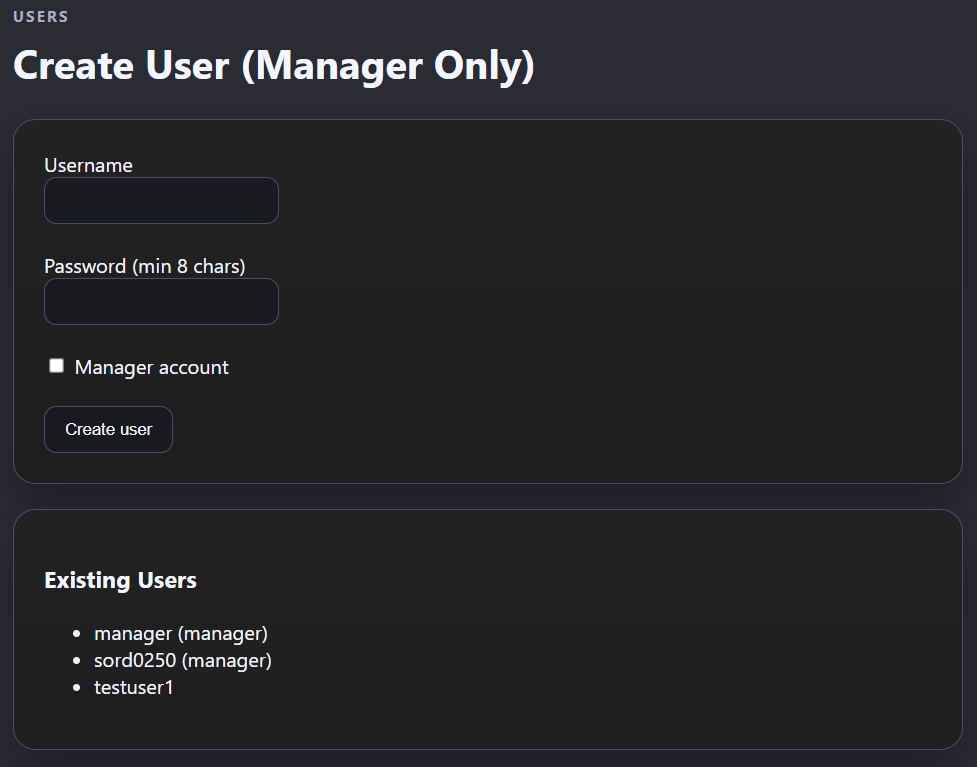 USERS
Create User (Manager Only)
Username
Password (min 8 chars)
Manager account
Create user
Existing Users
manager (manager)
sord0250 (manager)
testuser1